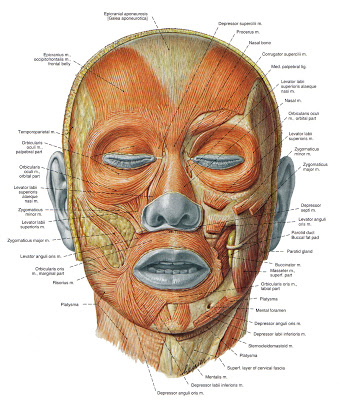 Epicranial aponeurosis
[Galea aponeurotica]
Depressor supercilii m.
Procerus m.
Nasal bone
Corrugator supercilii m.
Med. palpebral lig.
Levator labii
superioris alaeque
nasi m.
Nasal m.
Orbicularis
oculi m.,
orbital part
Levator labii
superioris m.
Zygomaticus
minor m.
Zygomaticus
major m.
Depressor
septi m.
Levator anguli
oris m.
Parotid duct
Buccal fat pad
Parotid gland
Buccinator m.
Masseter m.,
superf. part
Orbicularis oris m.,
labial part
Platysma
Mental foramen
Depressor anguli oris m.
Depressor labii inferioris m.
Sternocleidomastoid m.
Platysma
Superf. layer of cervical fascia
Mentalis m.
Depressor labii inferioris m.
Depressor anguli oris m.
Epicranius m.,
occipitofrontalis m.,
frontal belly
Temporoparietal m.
Orbicularis
oculi m.,
palpebral part
Orbicularis
oculi m.,
orbital part
Levator labii
superioris
alaeque
nasi m.
Zygomaticus
minor m.
Levator labii
superioris m.
Zygomaticus major m.
Levator anguli oris m.
Orbicularis oris
m., marginal part
Risorius m.
Platysma